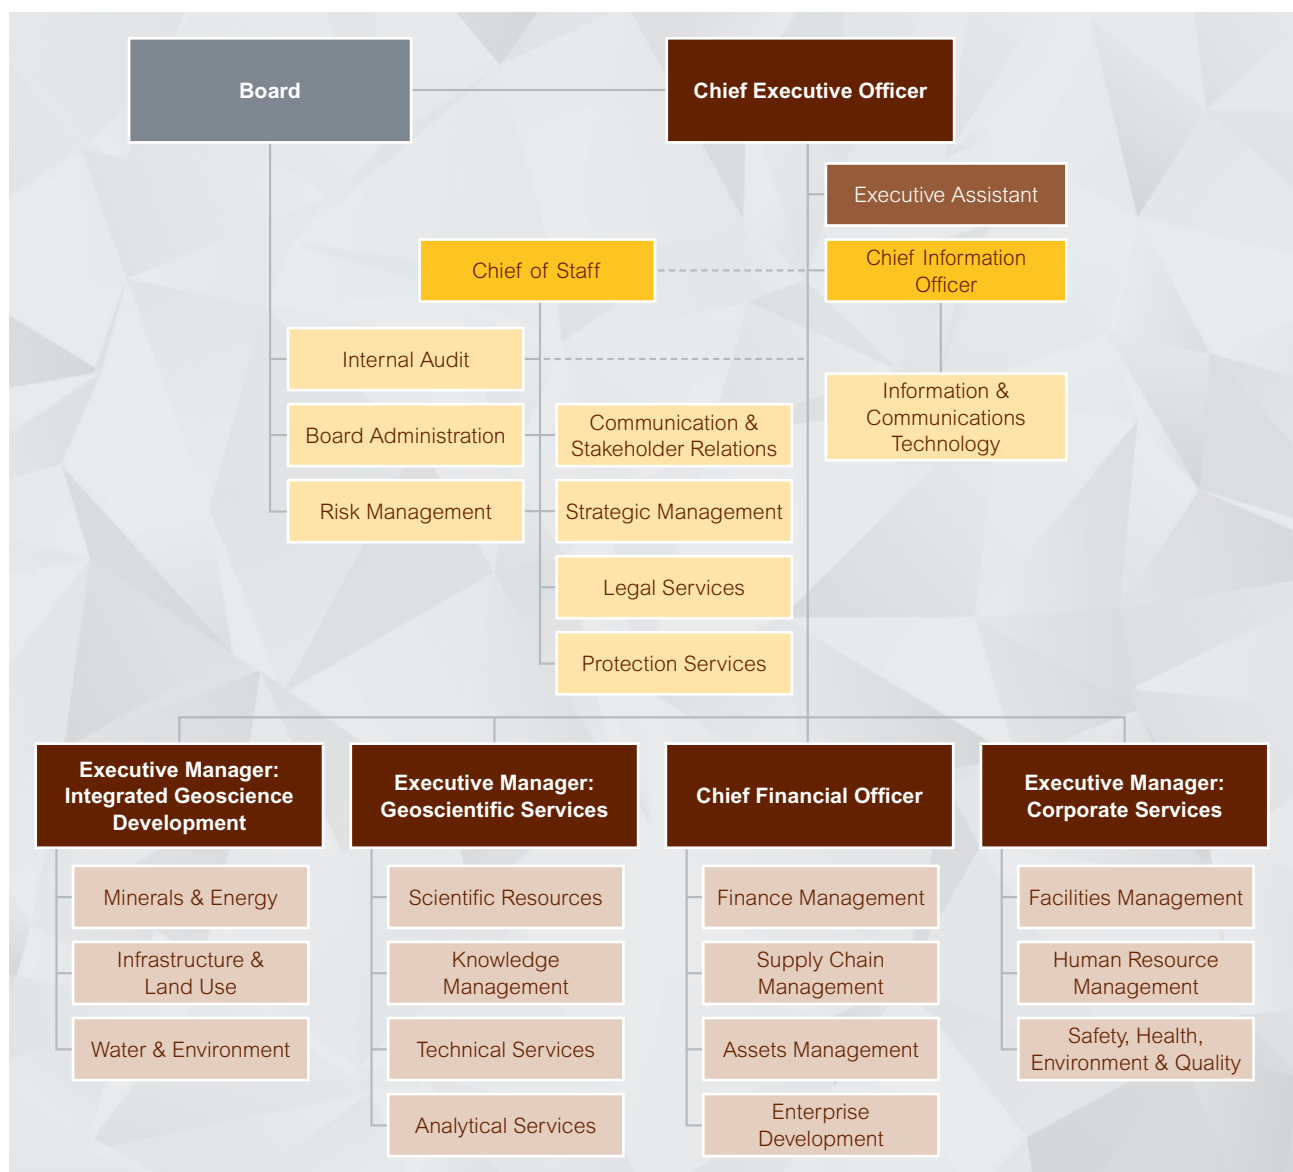 Board
Chief Executive Officer
Executive Assistant
Chief of Staff
Chief Information
Officer
Internal Audit
Information &
Communications
Technology
Board Administration
Communication &
Stakeholder Relations
Risk Management
Strategic Management
Legal Services
Protection Services
Executive Manager:
Integrated Geoscience
Development
Executive Manager:
Geoscientific Services
Chief Financial Officer
Executive Manager:
Corporate Services
Minerals & Energy
Infrastructure &
Land Use
Water & Environment
Scientific Resources
Knowledge
Management
Technical Services
Analytical Services
Finance Management
Supply Chain
Management
Assets Management
Enterprise
Development
Facilities Management
Human Resource
Management
Safety, Health,
Environment & Quality